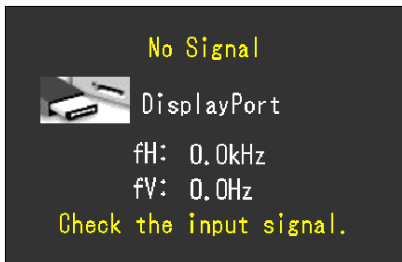 No Signal
DisplayPort
fH: 0.0kHz
fV: 0.0Hz
Check the input signal.